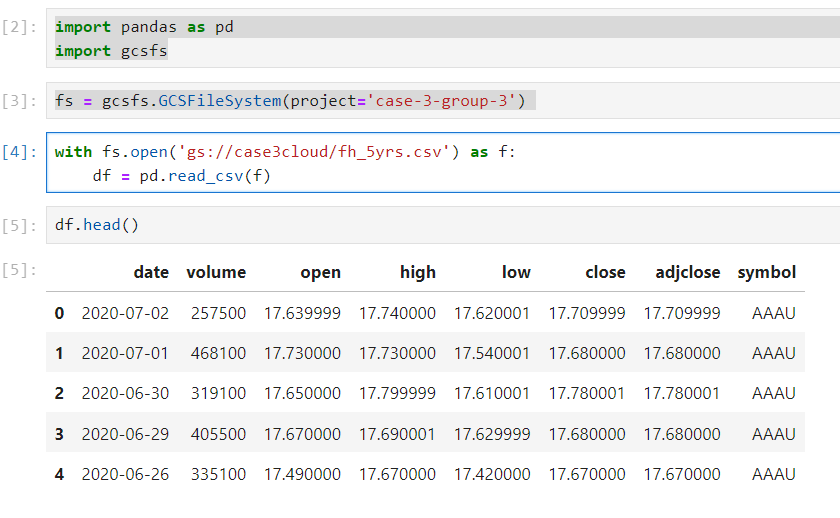 [2]: import pandas as pd
import gcsfs
[3]: fs = gcsfs.GCSFileSystem(project='case-3-group-3')
[4]: with fs.open('gs://case3cloud/fh_5yrs.csv') as f:
    df = pd.read_csv(f)
[5]: df.head()
[5]: date volume open high low close adjclose symbol
0 2020-07-02 257500 17.639999 17.740000 17.620001 17.709999 17.709999 AAAU
1 2020-07-01 468100 17.730000 17.730000 17.540001 17.680000 17.680000 AAAU
2 2020-06-30 319100 17.650000 17.799999 17.610001 17.780001 17.780001 AAAU
3 2020-06-29 405500 17.670000 17.690001 17.629999 17.680000 17.680000 AAAU
4 2020-06-26 335100 17.490000 17.670000 17.420000 17.670000 17.670000 AAAU